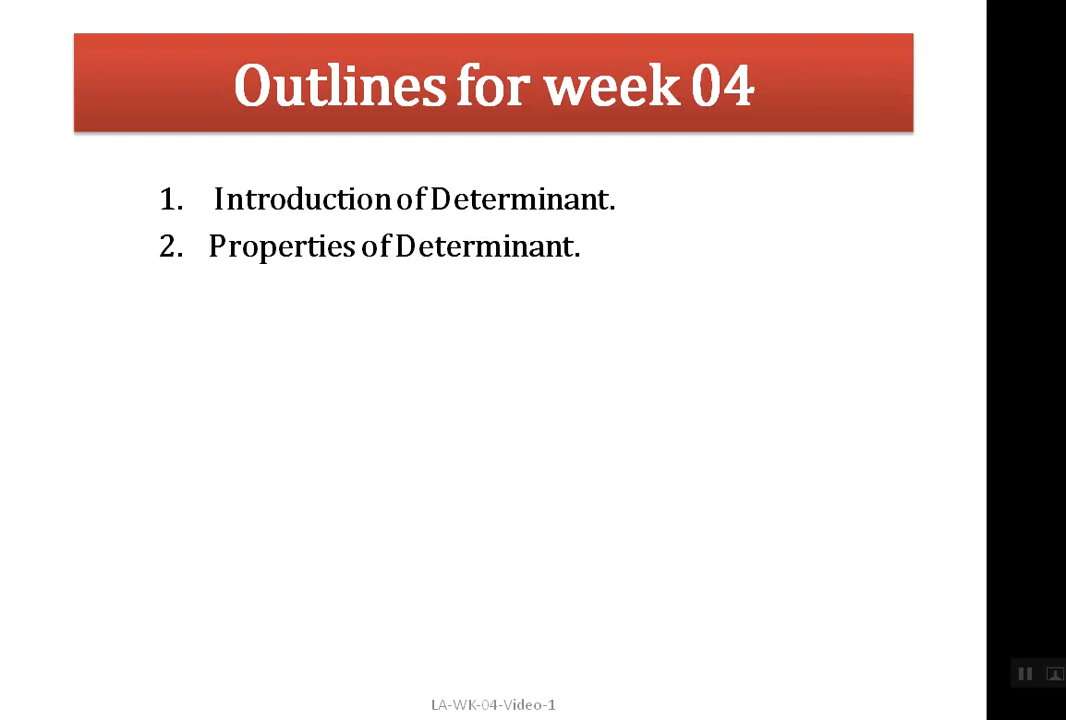 Outlines for week 04
1. Introduction of Determinant.
2. Properties of Determinant.
LA-WK-04-Video-1